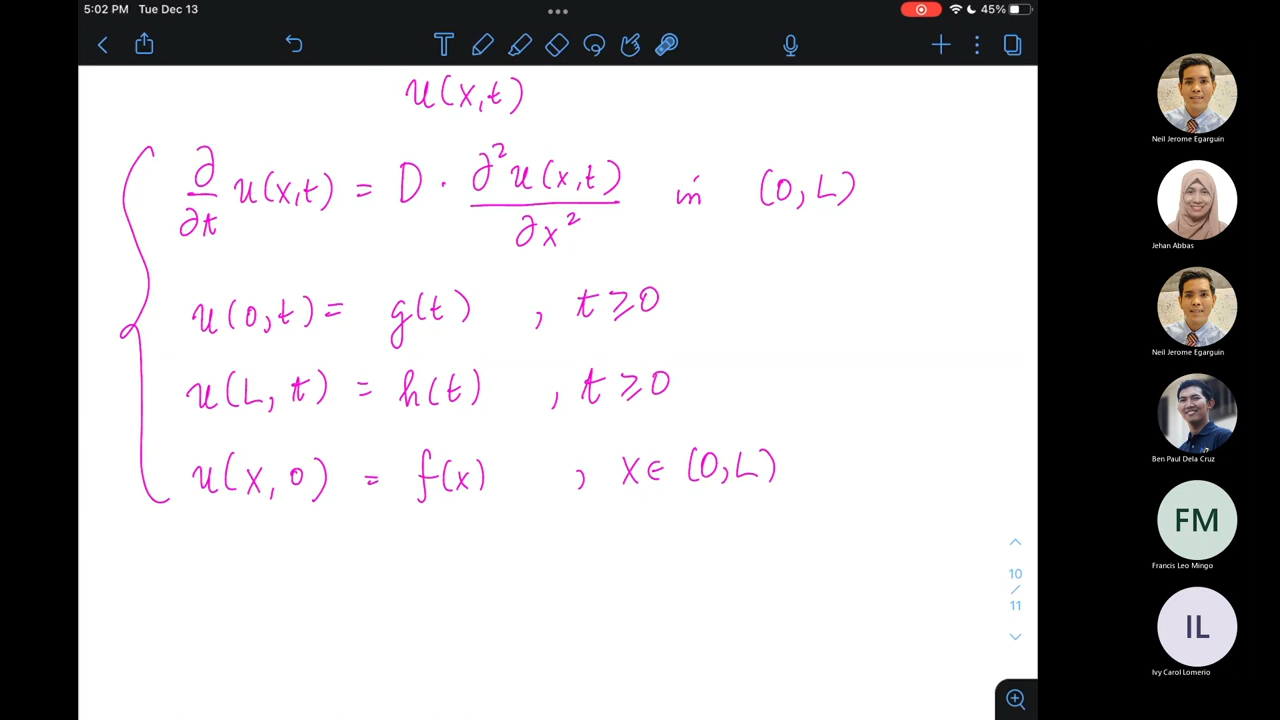 5:02 PM Tue Dec 13
45%
u(x,t)
∂/∂t u(x,t) = D · ∂²u(x,t)/∂x² in (0,L)
u(0,t) = g(t) , t ≥ 0
u(L,t) = h(t) , t ≥ 0
u(x,0) = f(x) , x ∈ (0,L)
10
/
11
Neil Jerome Egarguin
Jehan Abbas
Neil Jerome Egarguin
Ben Paul Dela Cruz
FM
Francis Leo Mingo
IL
Ivy Carol Lomerio